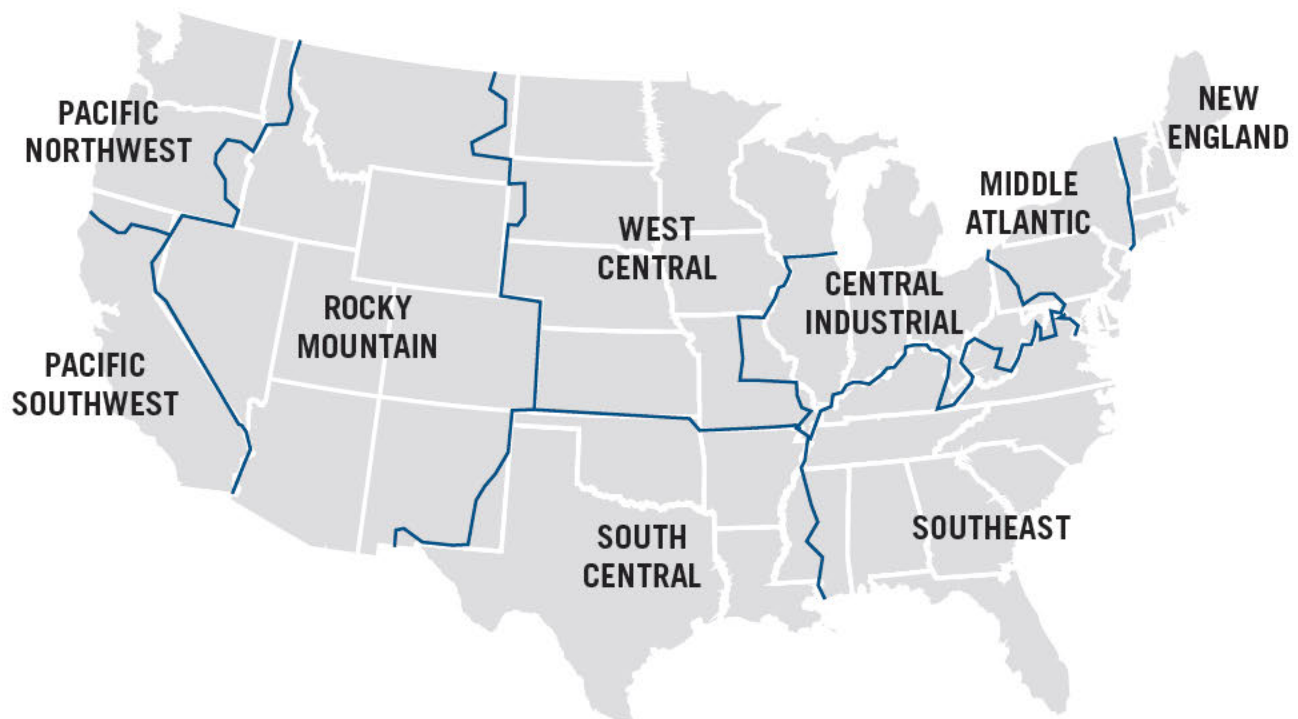 PACIFIC
NORTHWEST
NEW
ENGLAND
MIDDLE
ATLANTIC
WEST
CENTRAL
CENTRAL
INDUSTRIAL
ROCKY
MOUNTAIN
PACIFIC
SOUTHWEST
SOUTH
CENTRAL
SOUTHEAST